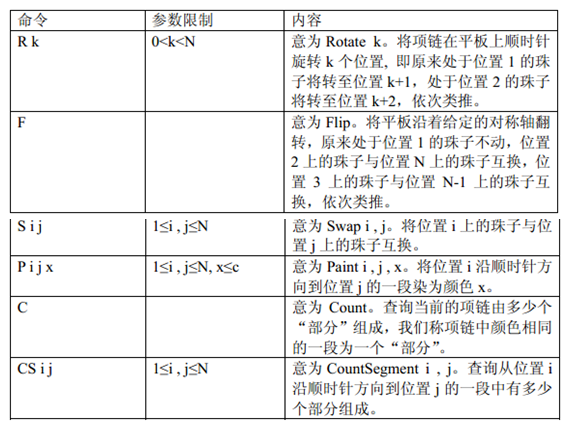 命令 参数限制 内容
R k 0<k<N 意为 Rotate k。将项链在平板上顺时针
旋转 k 个位置, 即原来处于位置 1 的珠
子将转至位置 k+1，处于位置 2 的珠子
将转至位置 k+2，依次类推。
F 意为 Flip。将平板沿着给定的对称轴翻
转，原来处于位置 1 的珠子不动，位置
2 上的珠子与位置 N 上的珠子互换，位
置 3 上的珠子与位置 N-1 上的珠子互
换，依次类推。
S i j 1≤i , j≤N 意为 Swap i , j。将位置 i 上的珠子与位
置 j 上的珠子互换。
P i j x 1≤i , j≤N, x≤c 意为 Paint i , j , x。将位置 i 沿顺时针方
向到位置 j 的一段染为颜色 x。
C 意为 Count。查询当前的项链由多少个
“部分”组成，我们称项链中颜色相同
的一段为一个“部分”。
CS i j 1≤i , j≤N 意为 CountSegment i , j。查询从位置 i
沿顺时针方向到位置 j 的一段中有多少
个部分组成。